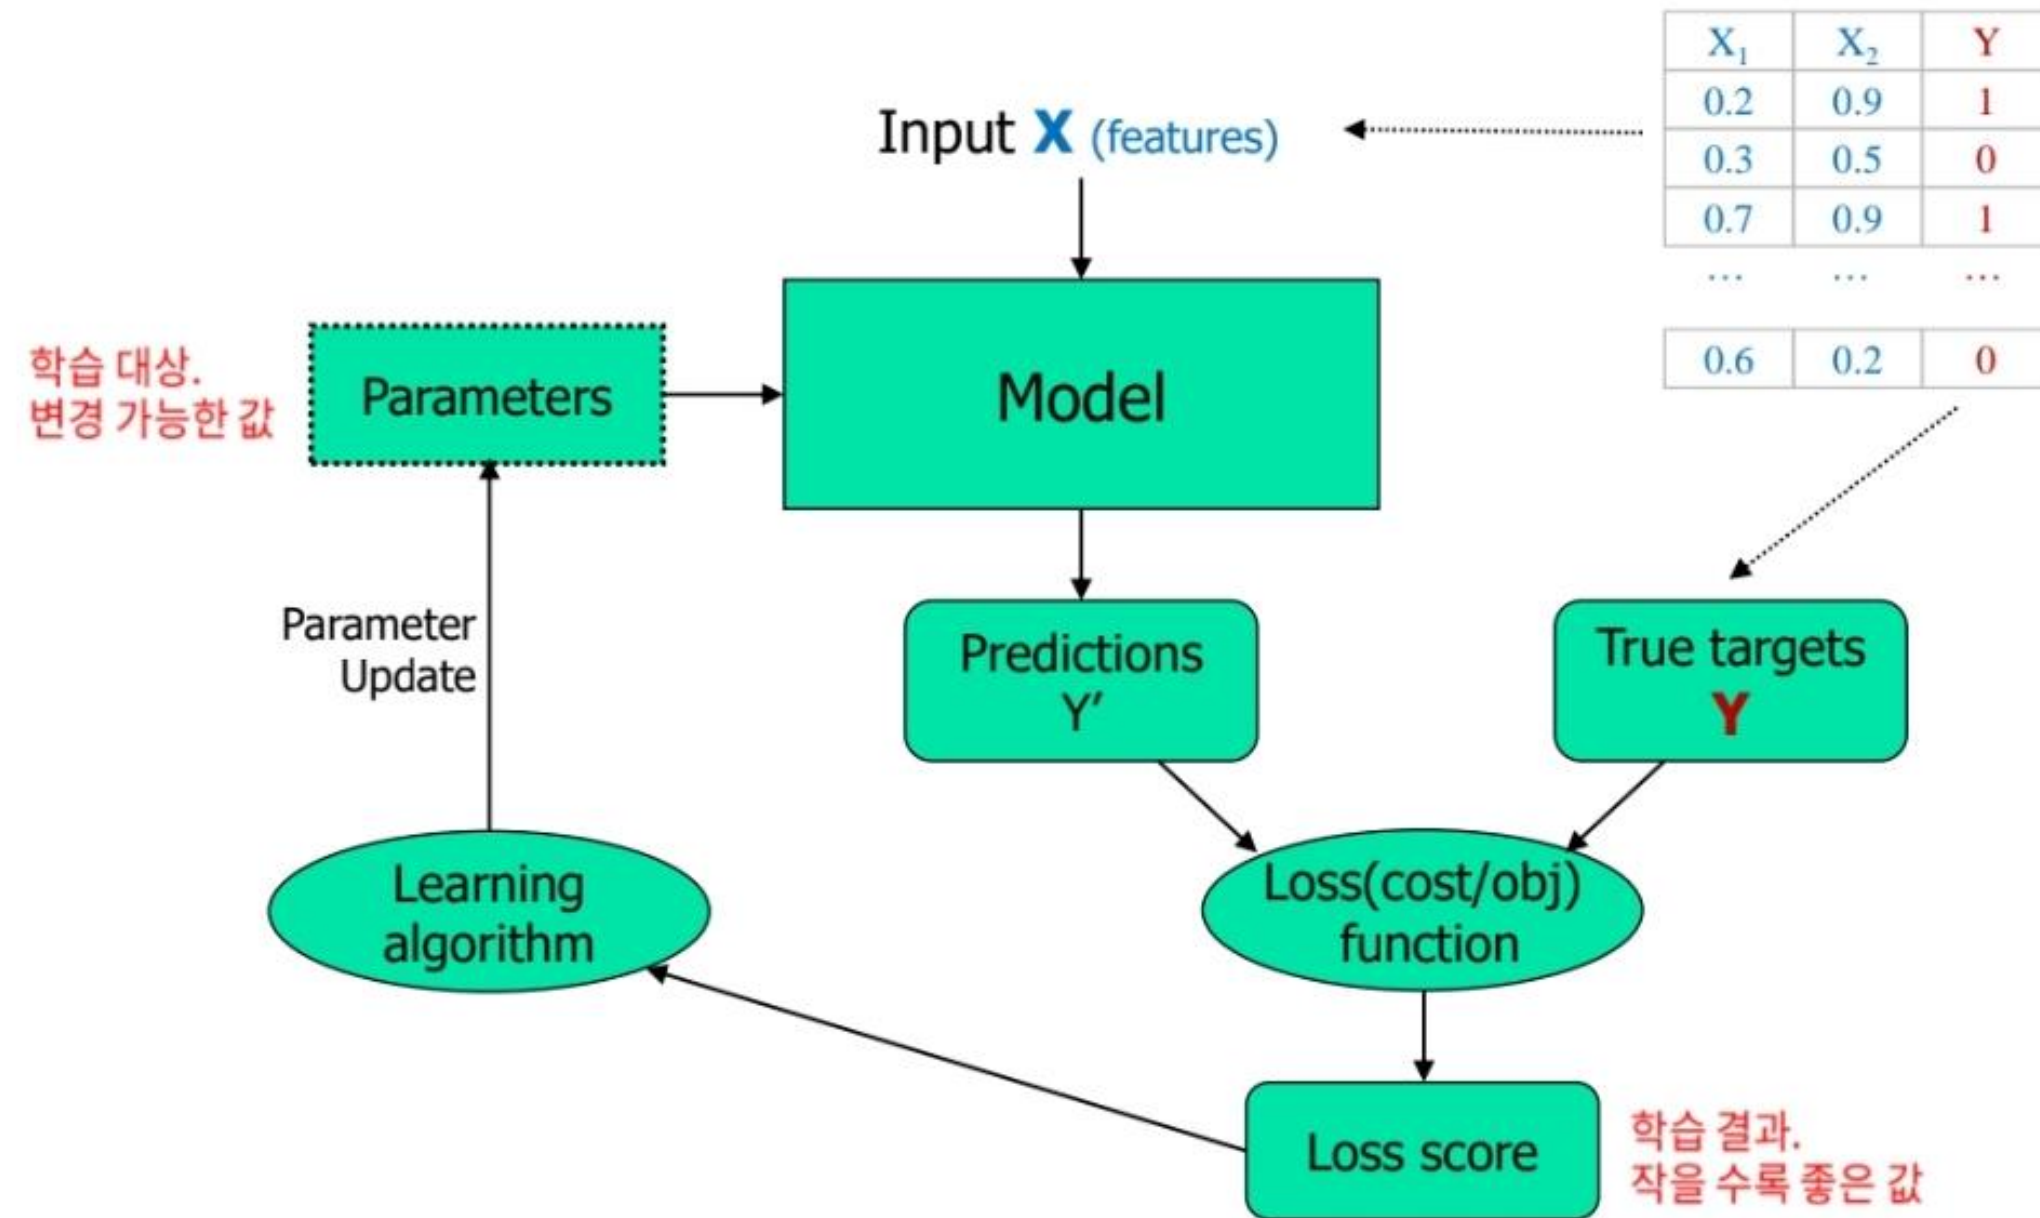 X₁ X₂ Y
0.2 0.9 1
0.3 0.5 0
0.7 0.9 1
... ... ...
0.6 0.2 0
Input X (features)
학습 대상.
변경 가능한 값
Parameters
Model
Parameter
Update
Predictions
Y′
True targets
Y
Learning
algorithm
Loss(cost/obj)
function
Loss score
학습 결과.
작을 수록 좋은 값